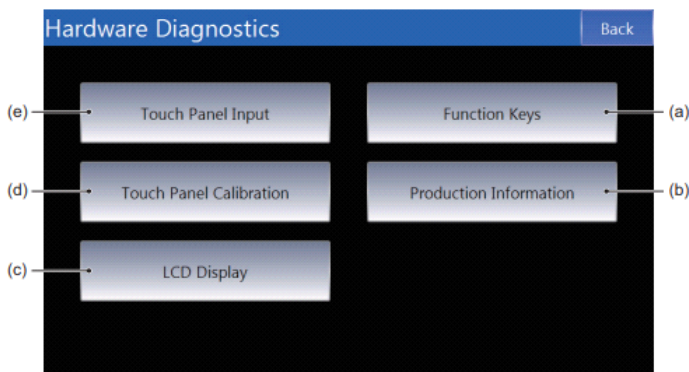 Hardware Diagnostics Back
(e) Touch Panel Input Function Keys (a)
(d) Touch Panel Calibration Production Information (b)
(c) LCD Display